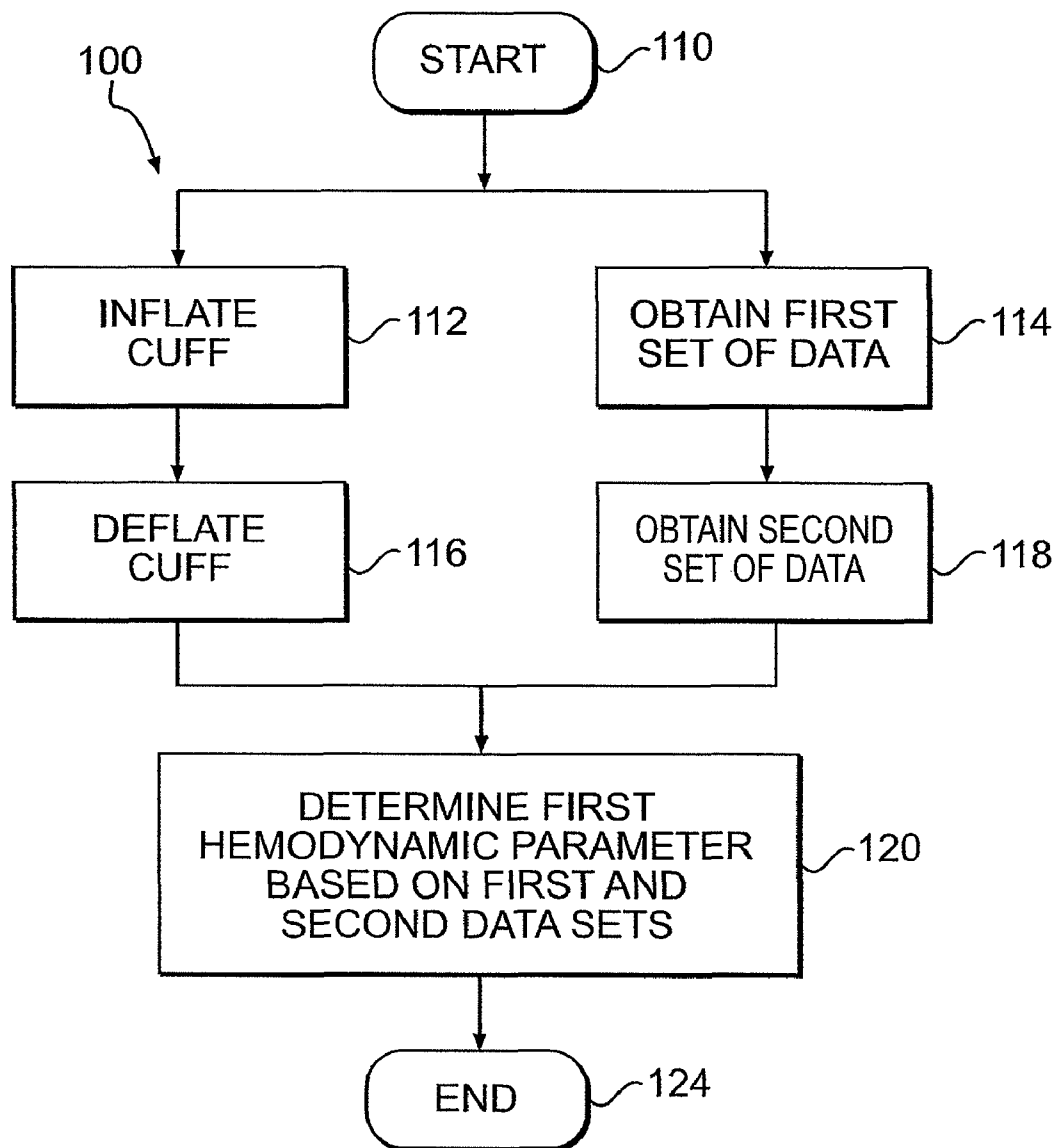 START
110
100
INFLATE
CUFF
112
OBTAIN FIRST
SET OF DATA
114
DEFLATE
CUFF
116
OBTAIN SECOND
SET OF DATA
118
DETERMINE FIRST
HEMODYNAMIC PARAMETER
BASED ON FIRST AND
SECOND DATA SETS
120
END
124